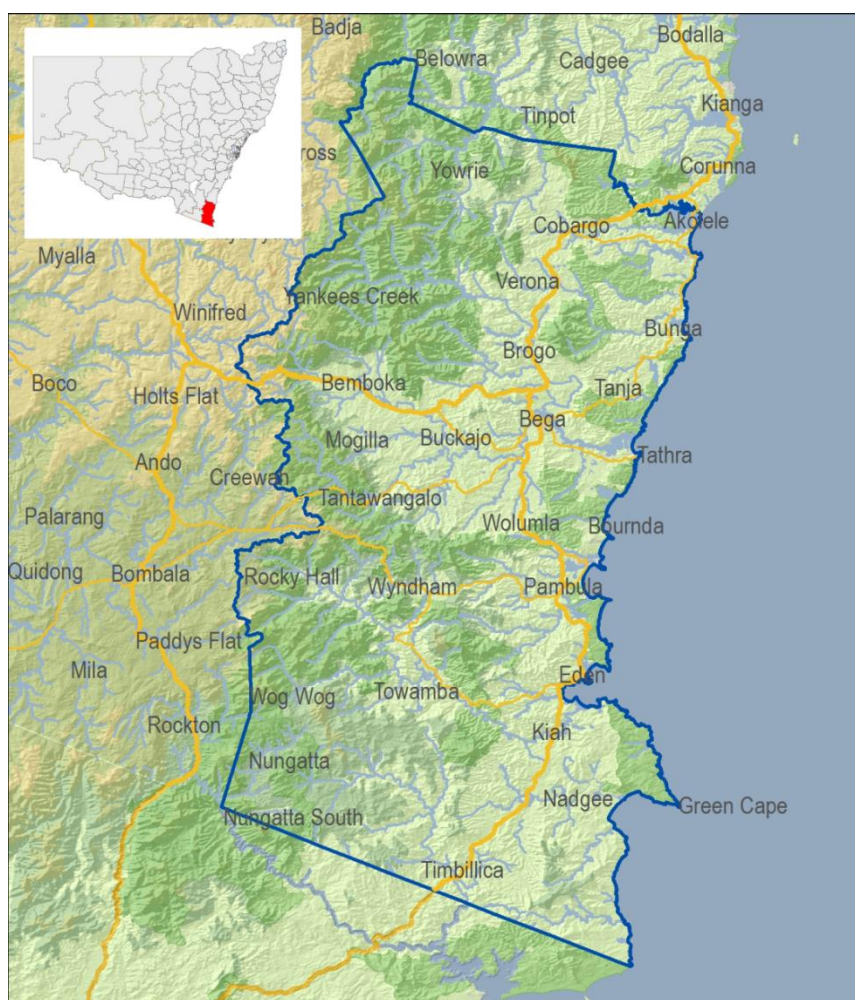 Badja
Bodalla
Belowra
Cadgee
Kianga
Tinpot
ross
Yowrie
Corunna
Cobargo
Akolele
Myalla
Verona
Yankees Creek
Winifred
Bunga
Brogo
Boco
Holts Flat
Bemboka
Tanja
Bega
Mogilla
Buckajo
Tathra
Ando
Creewah
Tantawangalo
Palarang
Wolumla
Bournda
Quidong
Bombala
Rocky Hall
Wyndham
Pambula
Paddys Flat
Mila
Eden
Wog Wog
Towamba
Rockton
Kiah
Nungatta
Nadgee
Green Cape
Nungatta South
Timbillica